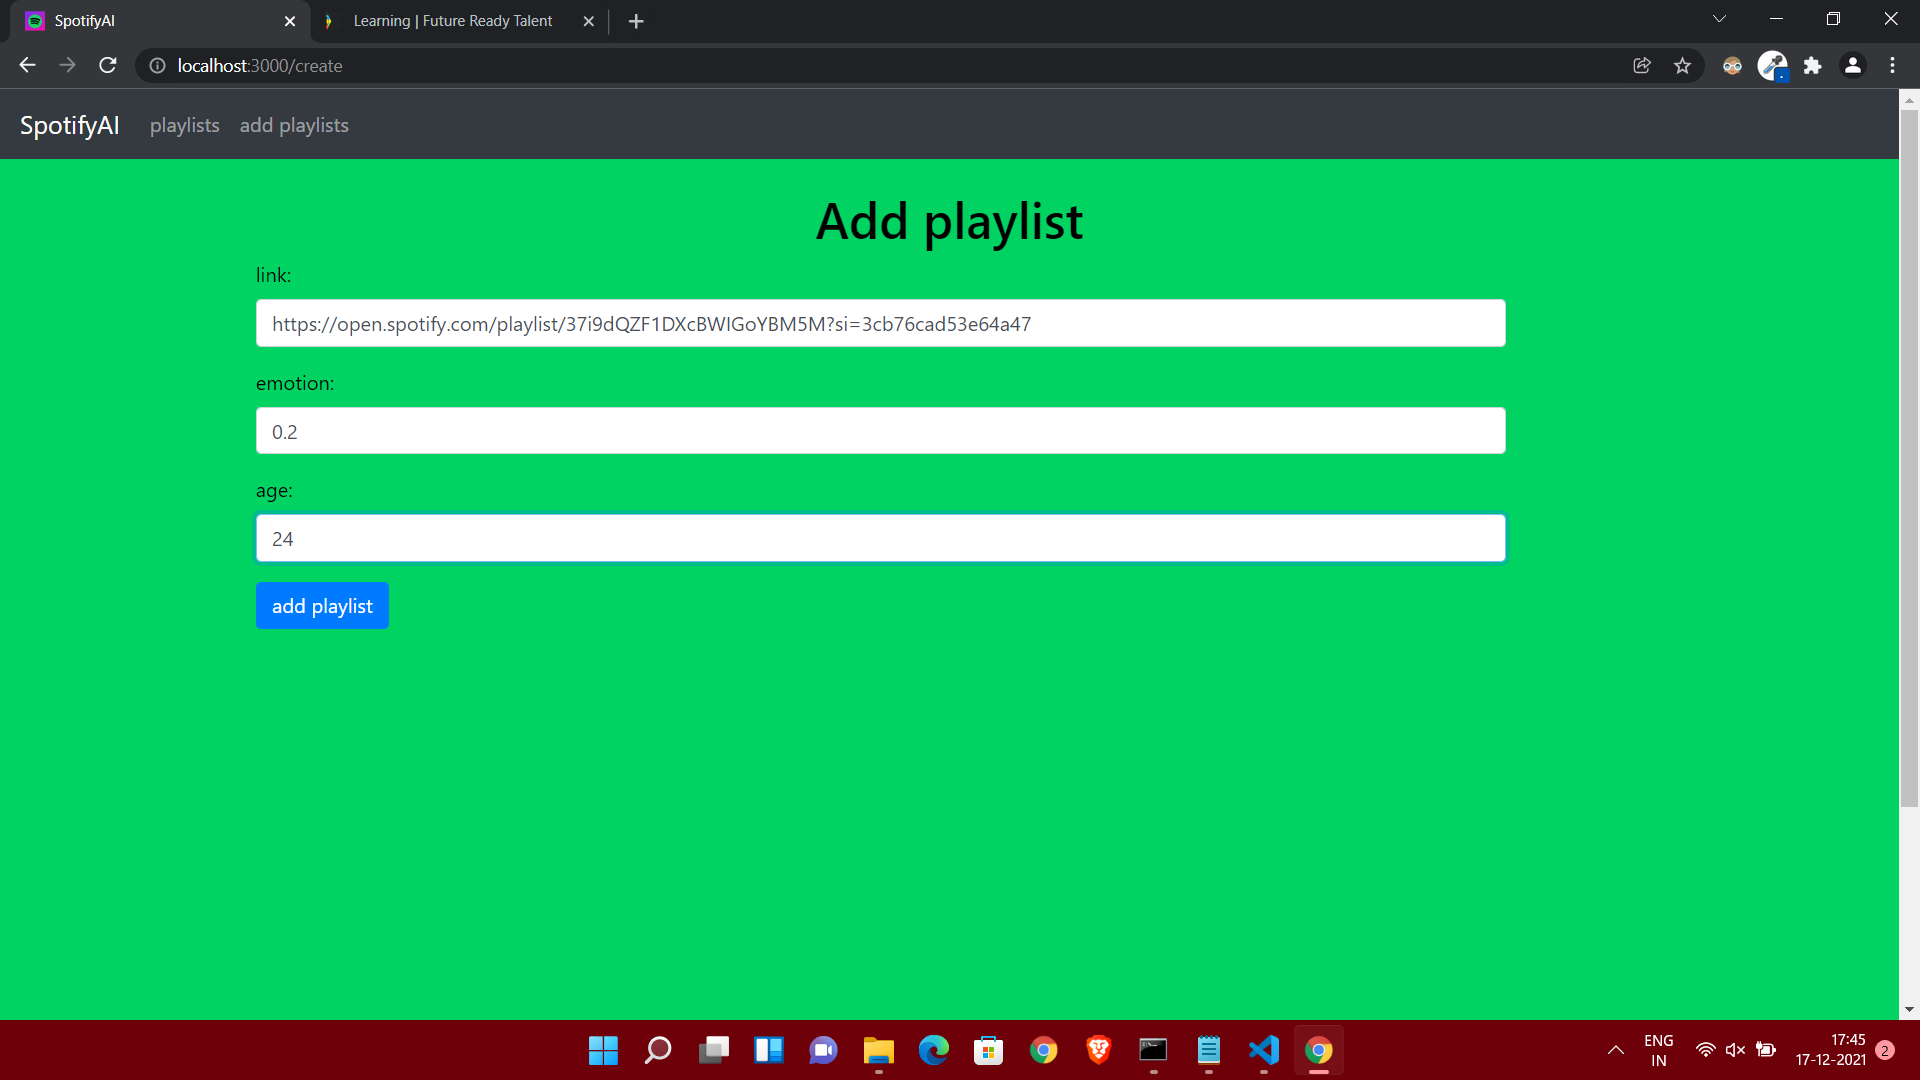 SpotifyAI
Learning | Future Ready Talent
localhost:3000/create
SpotifyAI playlists add playlists
Add playlist
link:
https://open.spotify.com/playlist/37i9dQZF1DXcBWIGoYBM5M?si=3cb76cad53e64a47
emotion:
0.2
age:
24
add playlist
ENG
IN
17:45
17-12-2021
2